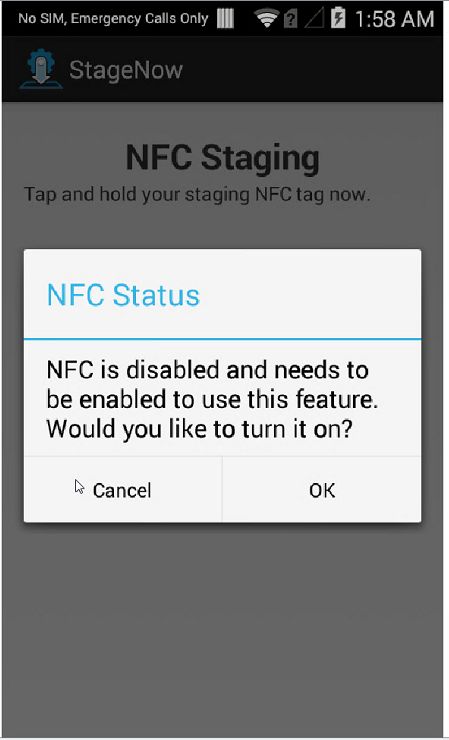 No SIM, Emergency Calls Only 1:58 AM
StageNow
NFC Staging
Tap and hold your staging NFC tag now.
NFC Status
NFC is disabled and needs to
be enabled to use this feature.
Would you like to turn it on?
Cancel OK